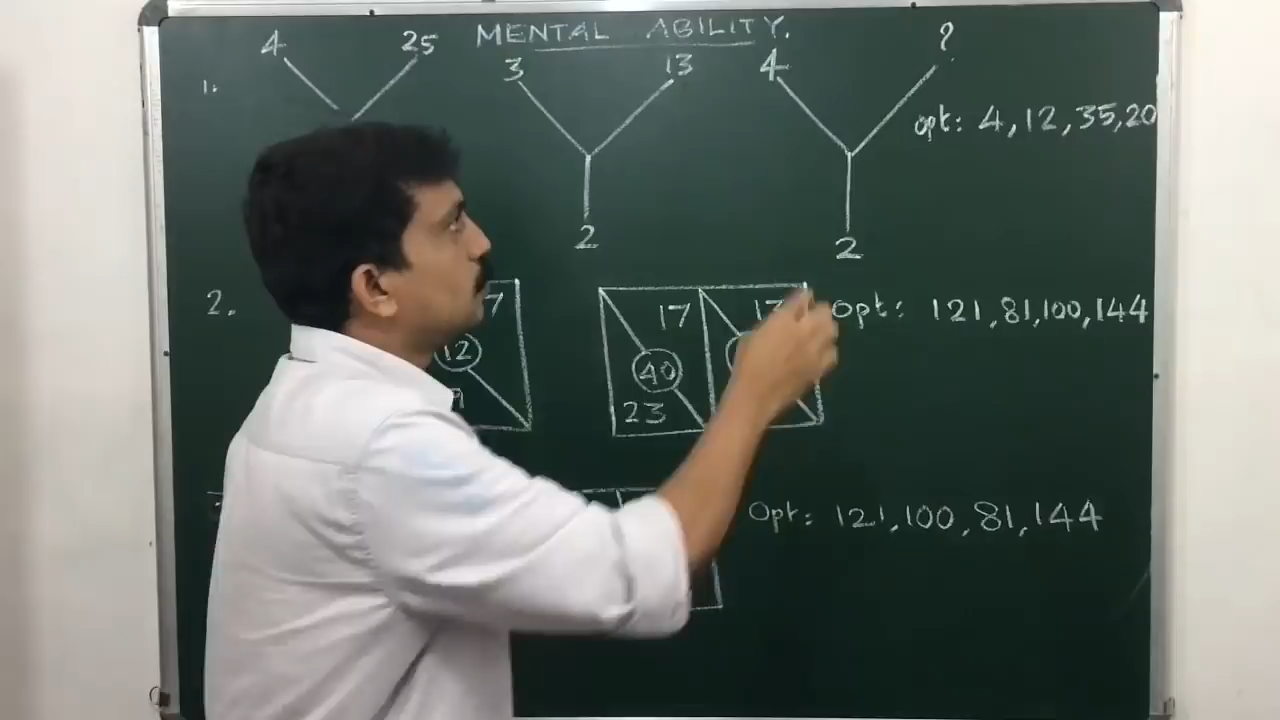 MENTAL ABILITY.
1. 4 25 3 13 4 ?
opt: 4, 12, 35, 20
2 2
2. 7 17 17 opt: 121, 81, 100, 144
12 40
23
Opt: 121, 100, 81, 144